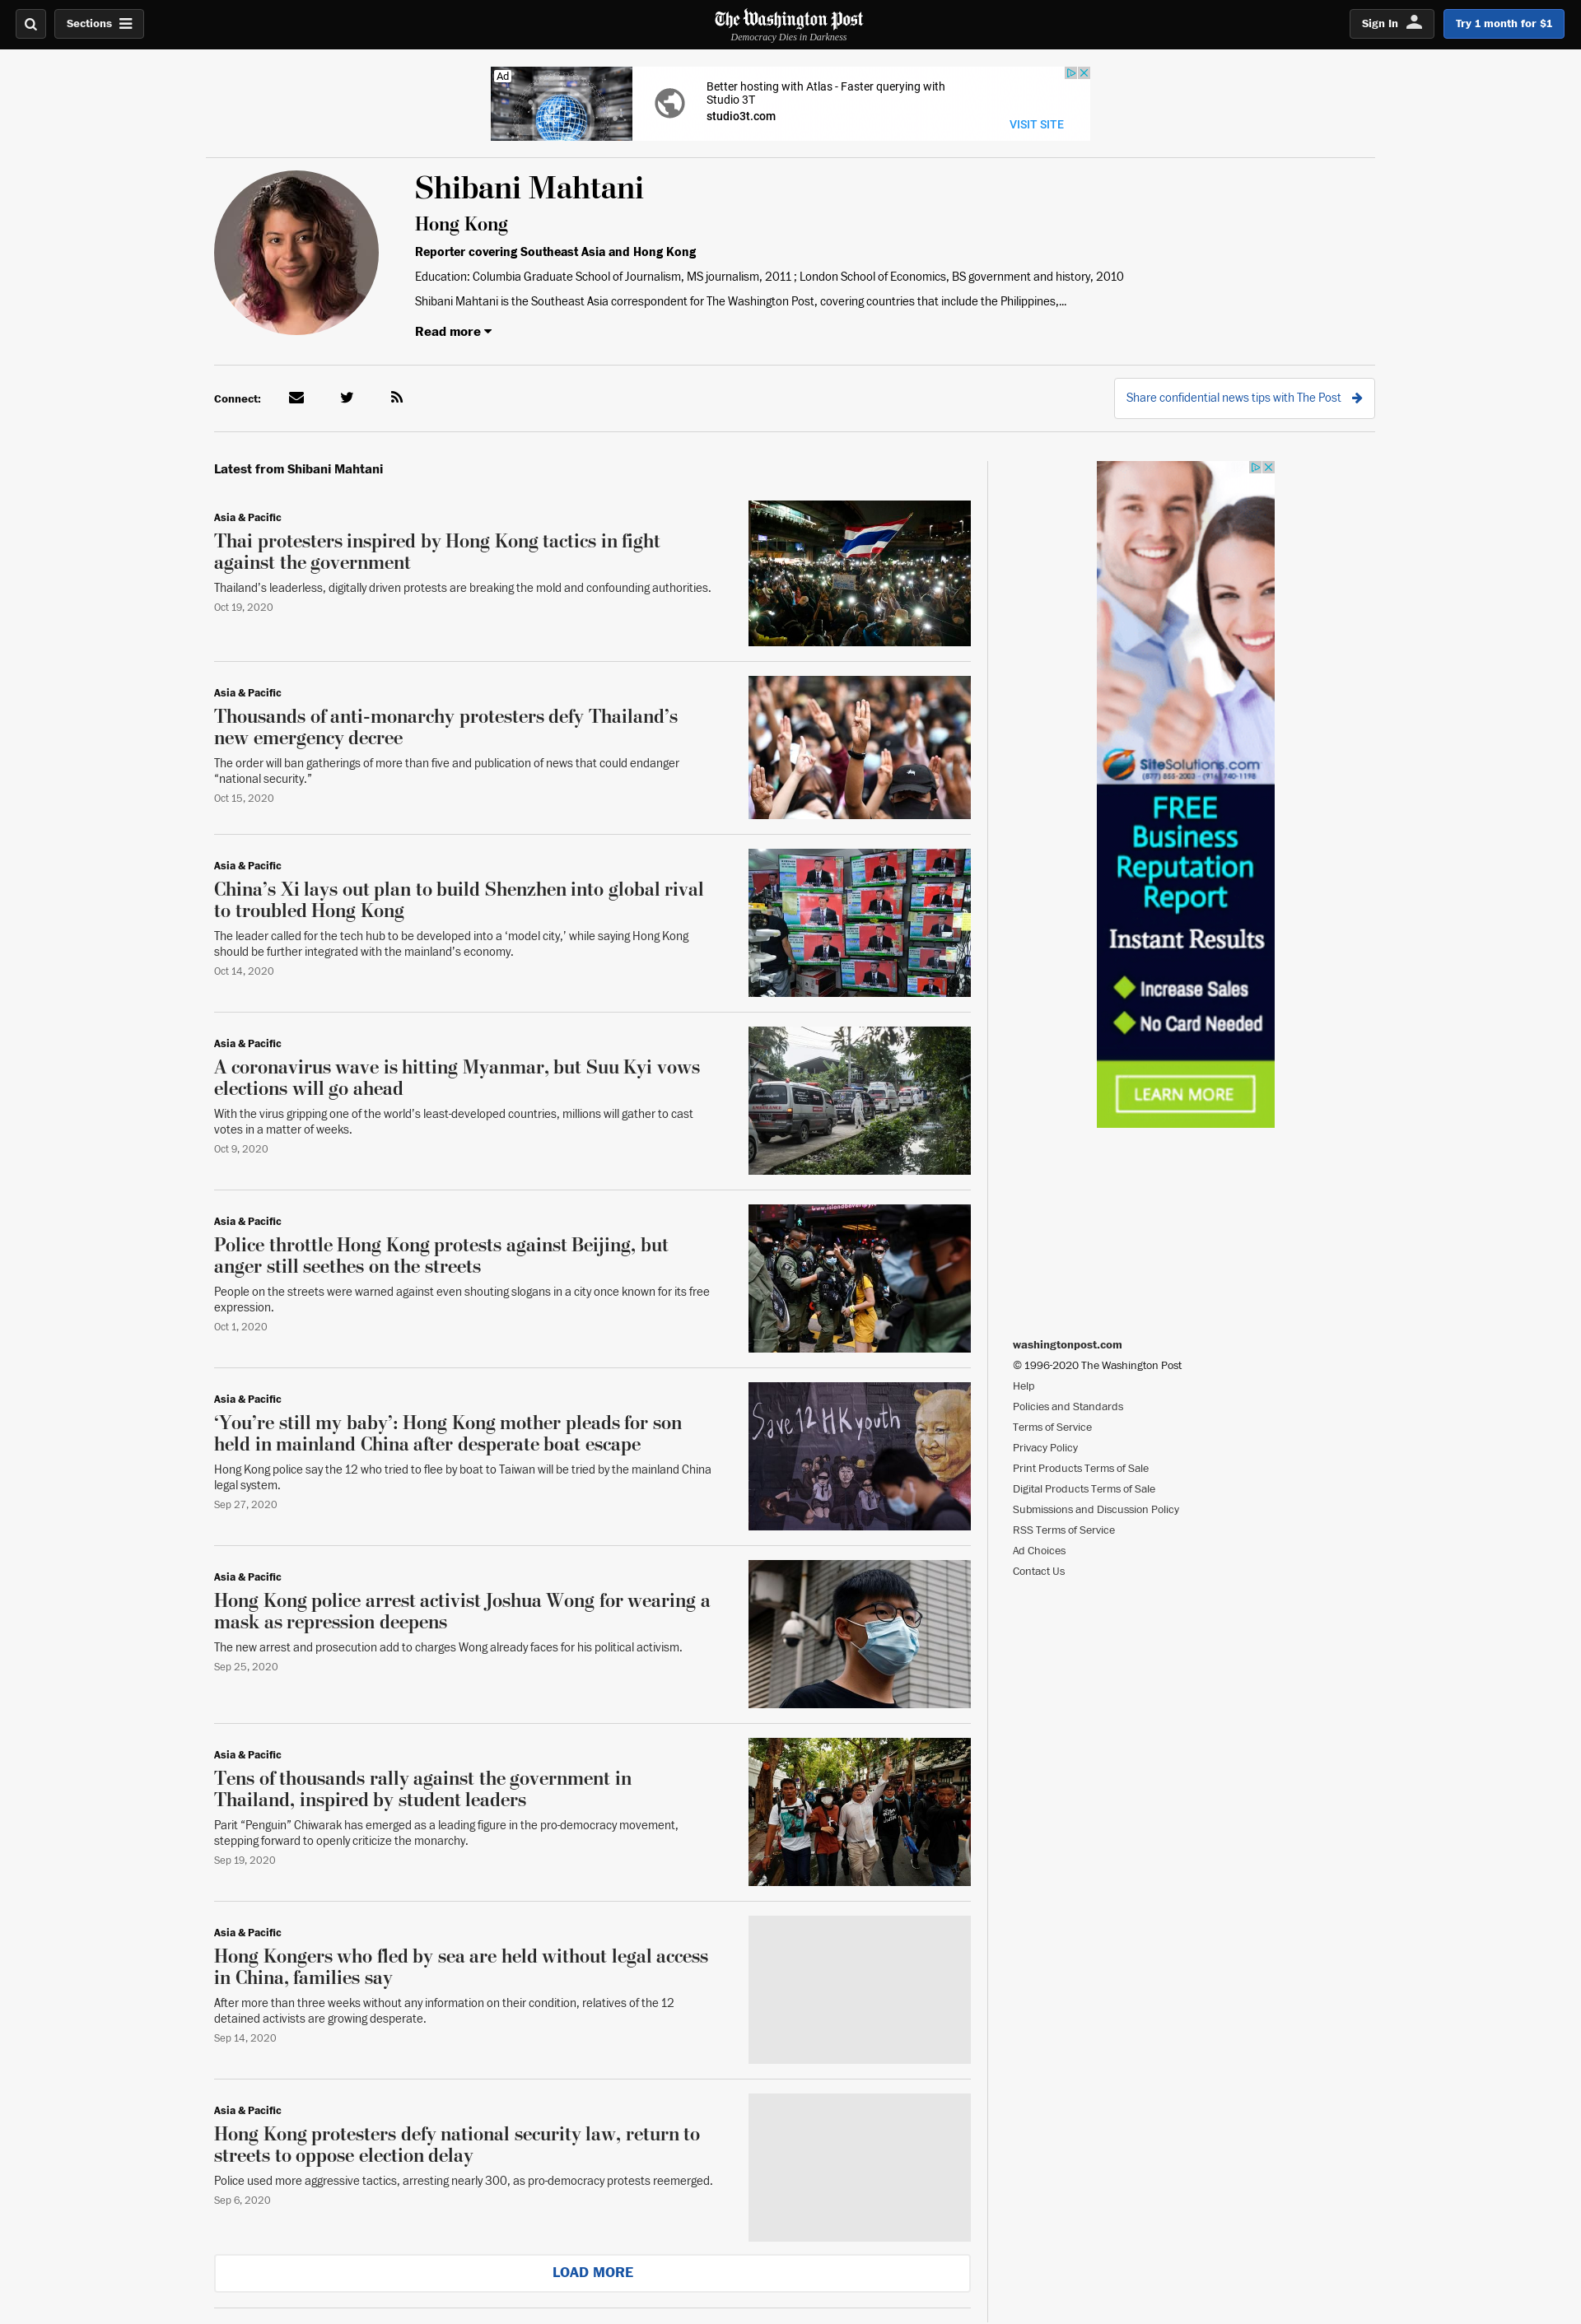 Sections
The Washington Post
Democracy Dies in Darkness
Sign In
Try 1 month for $1
Ad
Better hosting with Atlas - Faster querying with
Studio 3T
studio3t.com
VISIT SITE
Shibani Mahtani
Hong Kong
Reporter covering Southeast Asia and Hong Kong
Education: Columbia Graduate School of Journalism, MS journalism, 2011 ; London School of Economics, BS government and history, 2010
Shibani Mahtani is the Southeast Asia correspondent for The Washington Post, covering countries that include the Philippines,...
Read more
Connect:
Share confidential news tips with The Post
Latest from Shibani Mahtani
Asia & Pacific
Thai protesters inspired by Hong Kong tactics in fight
against the government
Thailand’s leaderless, digitally driven protests are breaking the mold and confounding authorities.
Oct 19, 2020
Asia & Pacific
Thousands of anti-monarchy protesters defy Thailand’s
new emergency decree
The order will ban gatherings of more than five and publication of news that could endanger
“national security.”
Oct 15, 2020
Asia & Pacific
China’s Xi lays out plan to build Shenzhen into global rival
to troubled Hong Kong
The leader called for the tech hub to be developed into a ‘model city,’ while saying Hong Kong
should be further integrated with the mainland’s economy.
Oct 14, 2020
Asia & Pacific
A coronavirus wave is hitting Myanmar, but Suu Kyi vows
elections will go ahead
With the virus gripping one of the world’s least-developed countries, millions will gather to cast
votes in a matter of weeks.
Oct 9, 2020
Asia & Pacific
Police throttle Hong Kong protests against Beijing, but
anger still seethes on the streets
People on the streets were warned against even shouting slogans in a city once known for its free
expression.
Oct 1, 2020
Asia & Pacific
‘You’re still my baby’: Hong Kong mother pleads for son
held in mainland China after desperate boat escape
Hong Kong police say the 12 who tried to flee by boat to Taiwan will be tried by the mainland China
legal system.
Sep 27, 2020
Save 12 HK youth
Asia & Pacific
Hong Kong police arrest activist Joshua Wong for wearing a
mask as repression deepens
The new arrest and prosecution add to charges Wong already faces for his political activism.
Sep 25, 2020
Asia & Pacific
Tens of thousands rally against the government in
Thailand, inspired by student leaders
Parit “Penguin” Chiwarak has emerged as a leading figure in the pro-democracy movement,
stepping forward to openly criticize the monarchy.
Sep 19, 2020
Asia & Pacific
Hong Kongers who fled by sea are held without legal access
in China, families say
After more than three weeks without any information on their condition, relatives of the 12
detained activists are growing desperate.
Sep 14, 2020
Asia & Pacific
Hong Kong protesters defy national security law, return to
streets to oppose election delay
Police used more aggressive tactics, arresting nearly 300, as pro-democracy protests reemerged.
Sep 6, 2020
LOAD MORE
SiteSolutions.com
(877) 855-2003 - (914) 740-1198
FREE
Business
Reputation
Report
Instant Results
Increase Sales
No Card Needed
LEARN MORE
washingtonpost.com
© 1996-2020 The Washington Post
Help
Policies and Standards
Terms of Service
Privacy Policy
Print Products Terms of Sale
Digital Products Terms of Sale
Submissions and Discussion Policy
RSS Terms of Service
Ad Choices
Contact Us